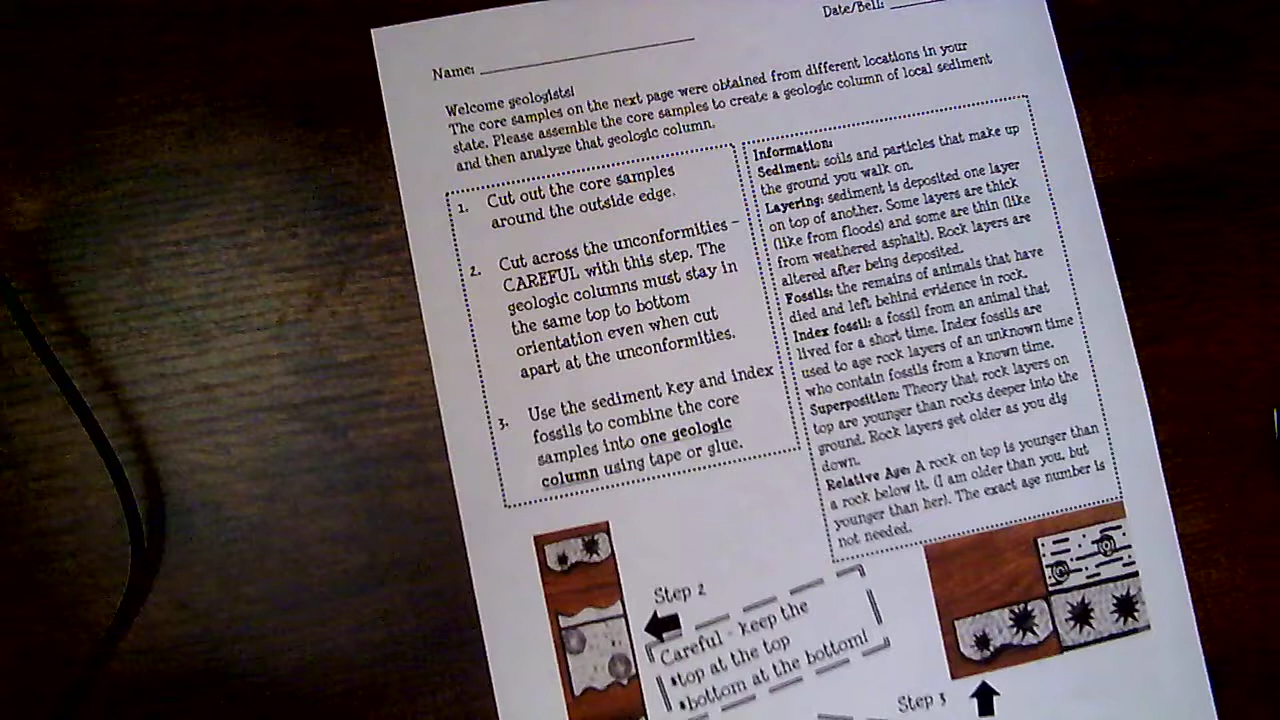 Date/Bell: ______
Name: ______________________
Welcome geologists!
The core samples on the next page were obtained from different locations in your
state. Please assemble the core samples to create a geologic column of local sediment
and then analyze that geologic column.
1. Cut out the core samples
around the outside edge.
2. Cut across the unconformities –
CAREFUL with this step. The
geologic columns must stay in
the same top to bottom
orientation even when cut
apart at the unconformities.
3. Use the sediment key and index
fossils to combine the core
samples into one geologic
column using tape or glue.
Information:
Sediment: soils and particles that make up
the ground you walk on.
Layering: sediment is deposited one layer
on top of another. Some layers are thick
(like from floods) and some are thin (like
from weathered asphalt). Rock layers are
altered after being deposited.
Fossils: the remains of animals that have
died and left behind evidence in rock.
Index fossil: a fossil from an animal that
lived for a short time. Index fossils are
used to age rock layers of an unknown time
who contain fossils from a known time.
Superposition: Theory that rock layers on
top are younger than rocks deeper into the
ground. Rock layers get older as you dig
down.
Relative Age: A rock on top is younger than
a rock below it. (I am older than you, but
younger than her). The exact age number is
not needed.
Step 2
Careful - keep the
•top at the top
•bottom at the bottom!
Step 3